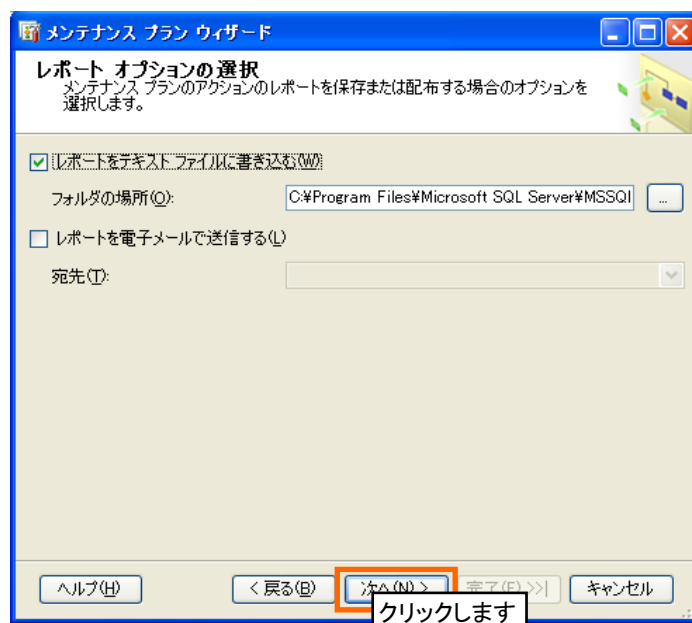 メンテナンス プラン ウィザード
レポート オプションの選択
メンテナンス プランのアクションのレポートを保存または配布する場合のオプションを
選択します。
レポートをテキスト ファイルに書き込む(W)
フォルダの場所(O):
C:¥Program Files¥Microsoft SQL Server¥MSSQl
...
レポートを電子メールで送信する(L)
宛先(T):
ヘルプ(H)
< 戻る(B)
次へ(N) >
完了(F) >>|
キャンセル
クリックします